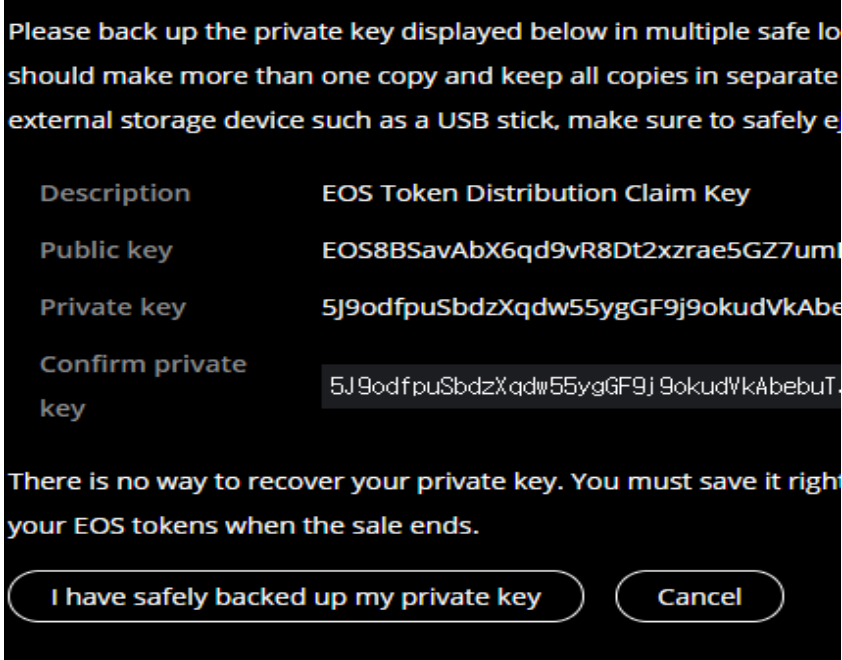 Please back up the private key displayed below in multiple safe lo
should make more than one copy and keep all copies in separate
external storage device such as a USB stick, make sure to safely ej
Description EOS Token Distribution Claim Key
Public key EOS8BSavAbX6qd9vR8Dt2xzrae5GZ7uml
Private key 5J9odfpuSbdzXqdw55ygGF9j9okudVkAbe
Confirm private
key 5J9odfpuSbdzXqdw55ygGF9j9okudVkAbebuT
There is no way to recover your private key. You must save it right
your EOS tokens when the sale ends.
I have safely backed up my private key Cancel